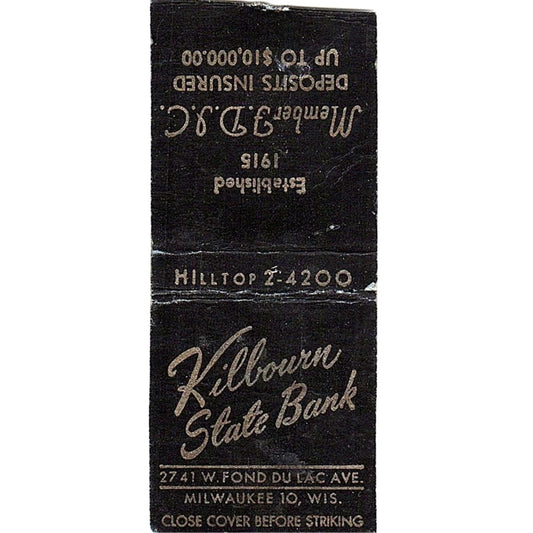 Established
1915
Member F.D.I.C.
DEPOSITS INSURED
UP TO $10,000.00
HILLTOP 2-4200
Kilbourn
State Bank
2741 W. FOND DU LAC AVE.
MILWAUKEE 10, WIS.
CLOSE COVER BEFORE STRIKING